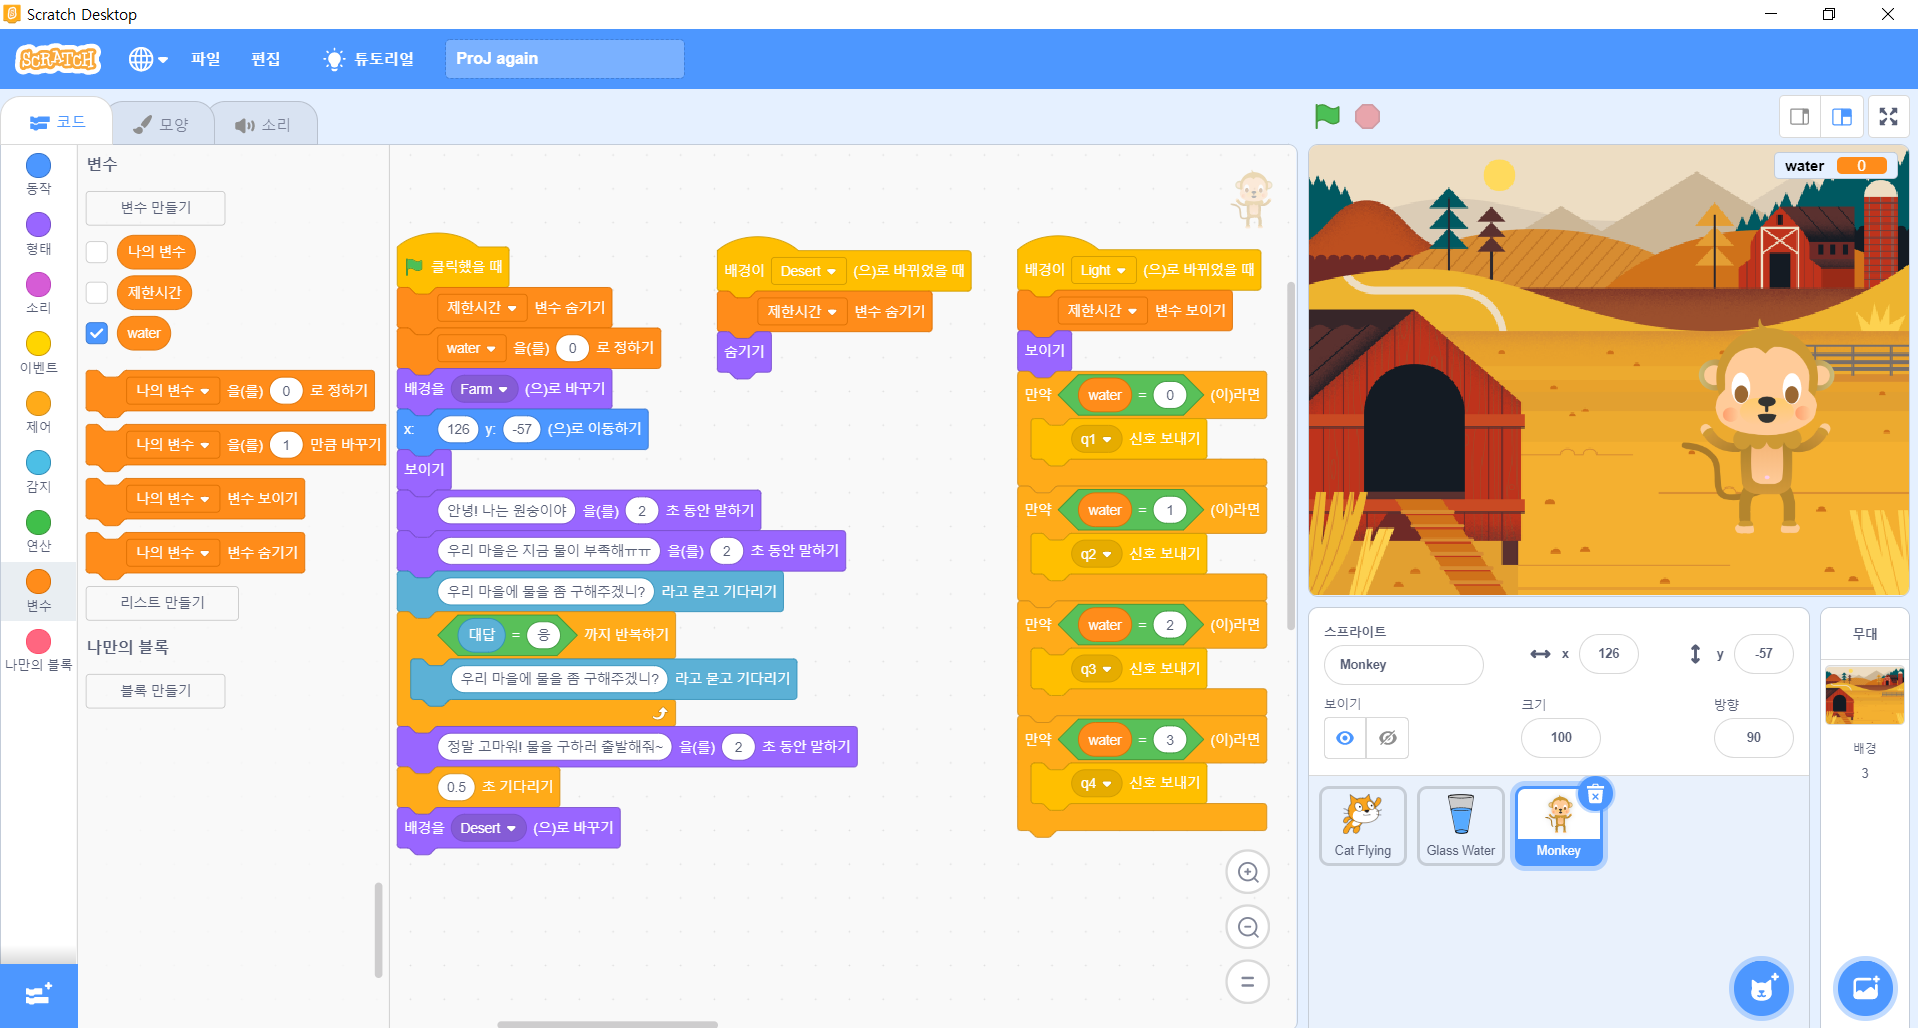 Scratch Desktop
SCRATCH
파일
편집
튜토리얼
ProJ again
코드
모양
소리
동작
형태
소리
이벤트
제어
감지
연산
변수
나만의 블록
변수
변수 만들기
나의 변수
제한시간
water
나의 변수 을(를) 0 로 정하기
나의 변수 을(를) 1 만큼 바꾸기
나의 변수 변수 보이기
나의 변수 변수 숨기기
리스트 만들기
나만의 블록
블록 만들기
클릭했을 때
제한시간 변수 숨기기
water 을(를) 0 로 정하기
배경을 Farm (으)로 바꾸기
x: 126 y: -57 (으)로 이동하기
보이기
안녕! 나는 원숭이야 을(를) 2 초 동안 말하기
우리 마을은 지금 물이 부족해ㅠㅠ 을(를) 2 초 동안 말하기
우리 마을에 물을 좀 구해주겠니? 라고 묻고 기다리기
대답 = 응 까지 반복하기
우리 마을에 물을 좀 구해주겠니? 라고 묻고 기다리기
정말 고마워! 물을 구하러 출발해줘~ 을(를) 2 초 동안 말하기
0.5 초 기다리기
배경을 Desert (으)로 바꾸기
배경이 Desert (으)로 바뀌었을 때
제한시간 변수 숨기기
숨기기
배경이 Light (으)로 바뀌었을 때
제한시간 변수 보이기
보이기
만약 water = 0 (이)라면
q1 신호 보내기
만약 water = 1 (이)라면
q2 신호 보내기
만약 water = 2 (이)라면
q3 신호 보내기
만약 water = 3 (이)라면
q4 신호 보내기
water 0
스프라이트
Monkey
x 126
y -57
보이기
크기
100
방향
90
Cat Flying
Glass Water
Monkey
무대
배경
3